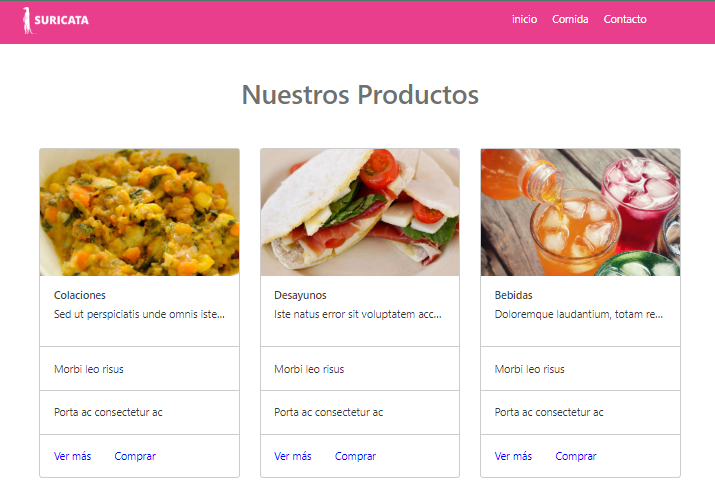 SURICATA
inicio Comida Contacto
Nuestros Productos
Colaciones
Sed ut perspiciatis unde omnis iste...
Morbi leo risus
Porta ac consectetur ac
Ver más Comprar
Desayunos
Iste natus error sit voluptatem acc...
Morbi leo risus
Porta ac consectetur ac
Ver más Comprar
Bebidas
Doloremque laudantium, totam re...
Morbi leo risus
Porta ac consectetur ac
Ver más Comprar